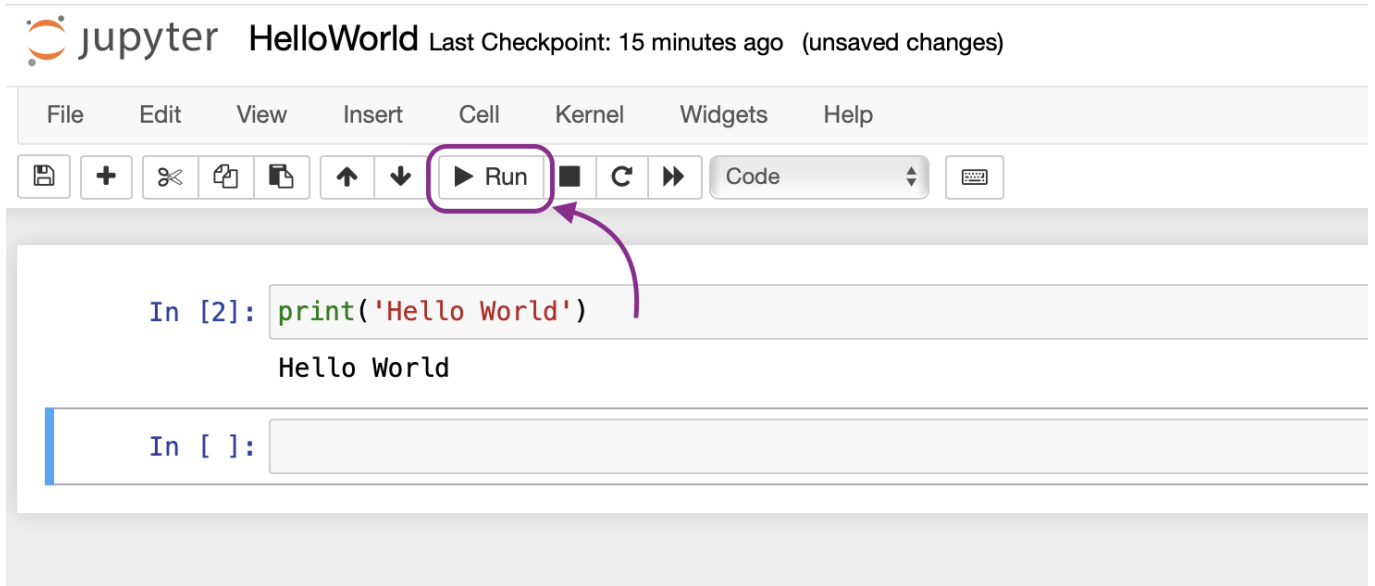 jupyter HelloWorld Last Checkpoint: 15 minutes ago (unsaved changes)
File Edit View Insert Cell Kernel Widgets Help
Run Code
In [2]: print('Hello World')
Hello World
In [ ]: